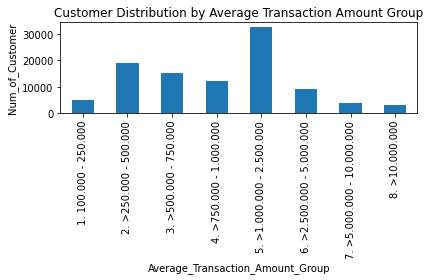 Customer Distribution by Average Transaction Amount Group
Num_of_Customer
30000
20000
10000
0
1. 100.000 - 250.000
2. >250.000 - 500.000
3. >500.000 - 750.000
4. >750.000 - 1.000.000
5. >1.000.000 - 2.500.000
6. >2.500.000 - 5.000.000
7. >5.000.000 - 10.000.000
8. >10.000.000
Average_Transaction_Amount_Group